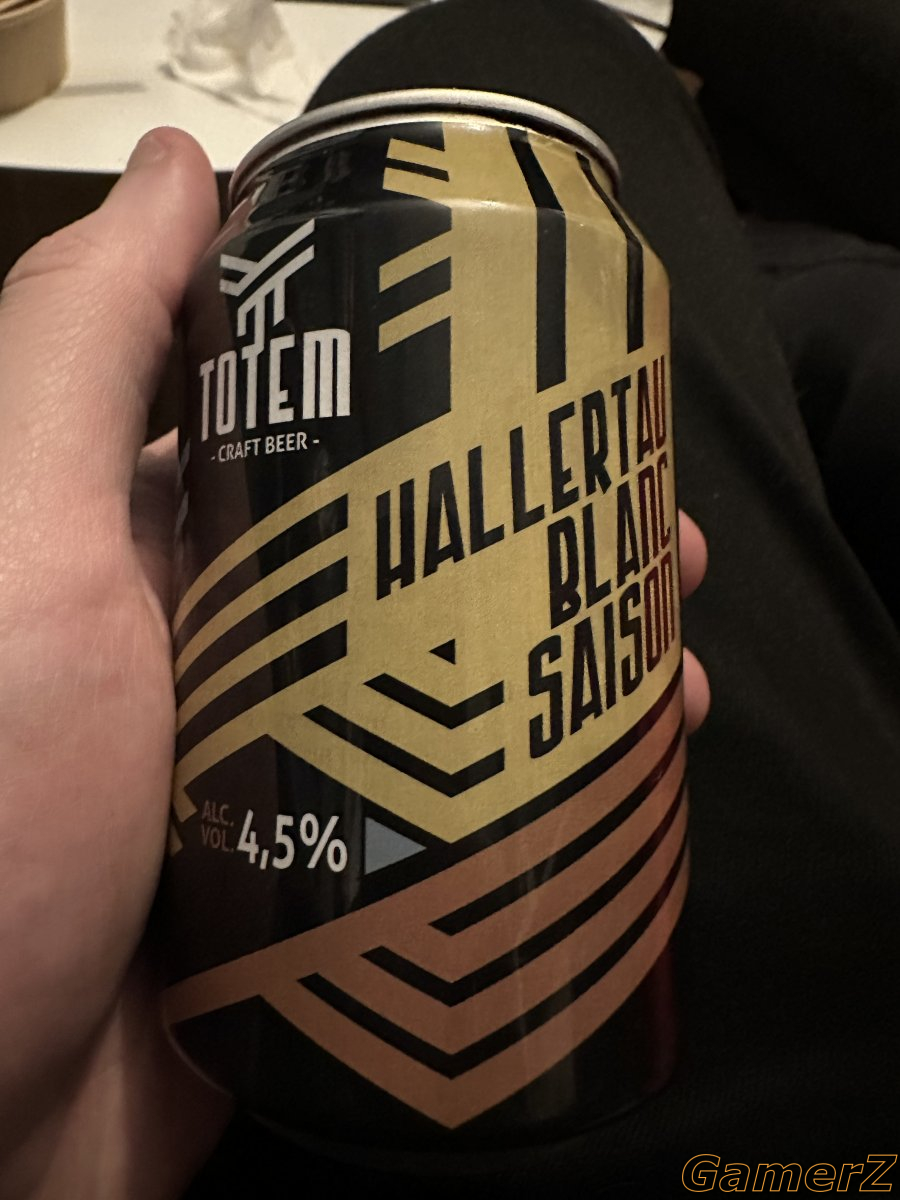 TOTEM
- CRAFT BEER -
HALLERTAU
BLANC
SAISON
ALC.
VOL. 4,5%
GamerZ